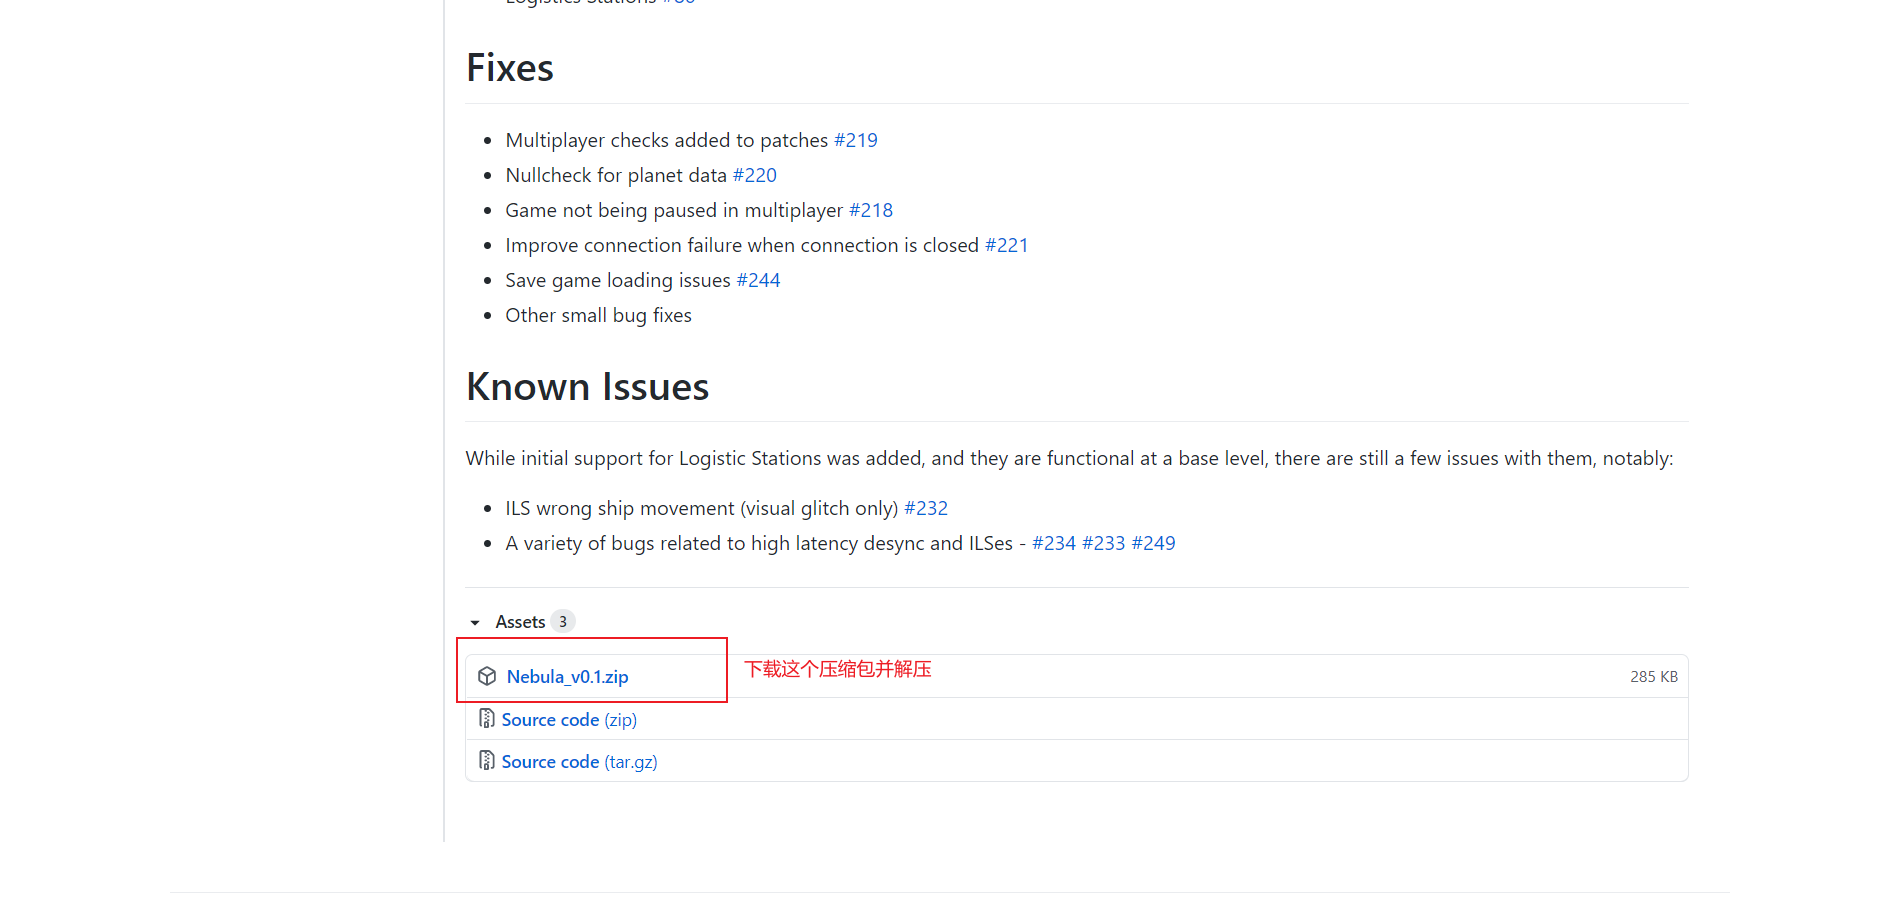 Logistics Stations #86
Fixes
Multiplayer checks added to patches #219
Nullcheck for planet data #220
Game not being paused in multiplayer #218
Improve connection failure when connection is closed #221
Save game loading issues #244
Other small bug fixes
Known Issues
While initial support for Logistic Stations was added, and they are functional at a base level, there are still a few issues with them, notably:
ILS wrong ship movement (visual glitch only) #232
A variety of bugs related to high latency desync and ILSes - #234 #233 #249
Assets 3
Nebula_v0.1.zip 下载这个压缩包并解压 285 KB
Source code (zip)
Source code (tar.gz)